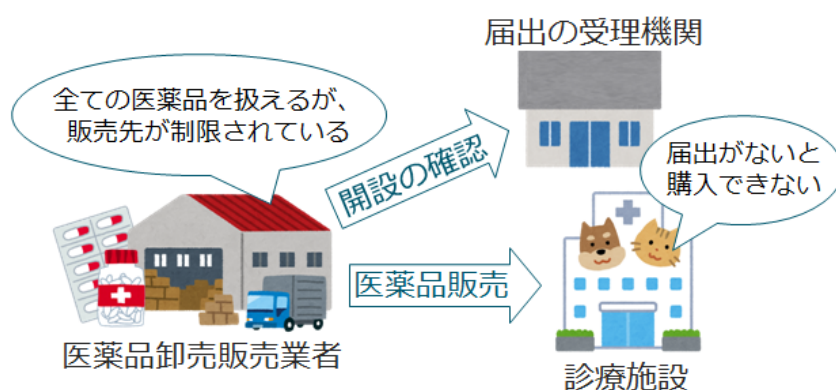 届出の受理機関
全ての医薬品を扱えるが、
販売先が制限されている
開設の確認
届出がないと
購入できない
医薬品販売
医薬品卸売販売業者
診療施設